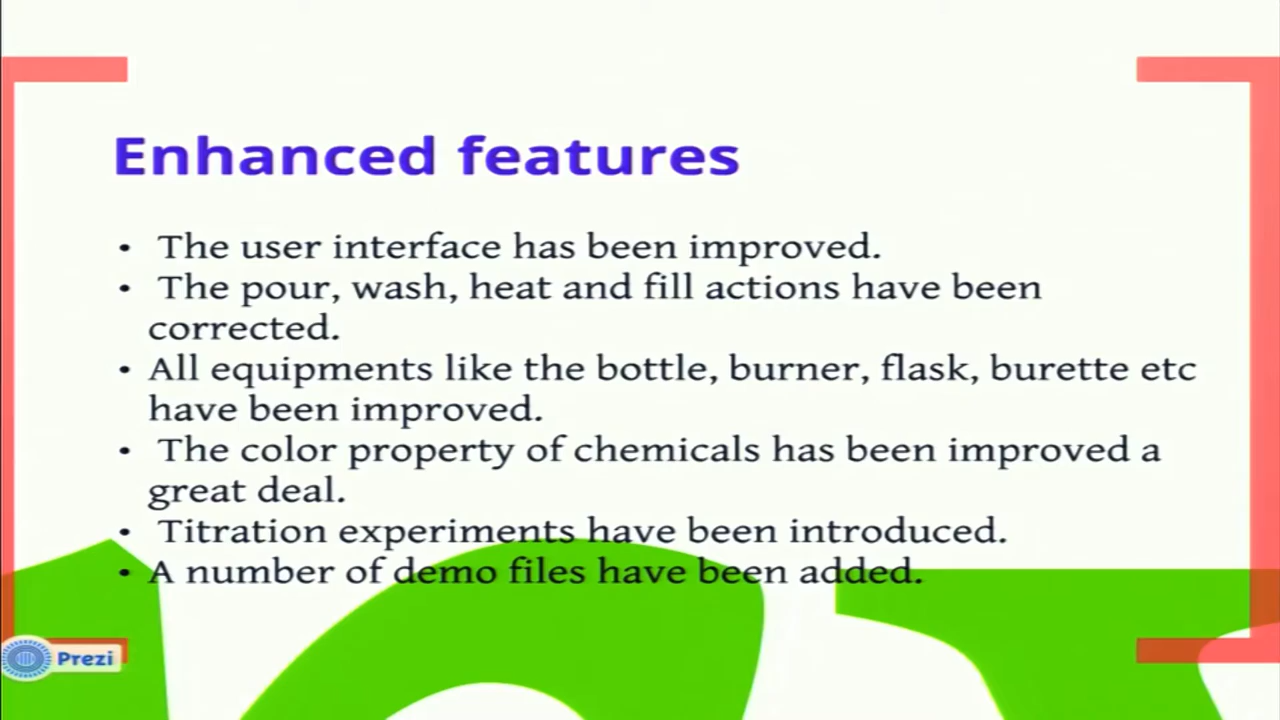 Enhanced features
• The user interface has been improved.
• The pour, wash, heat and fill actions have been
corrected.
• All equipments like the bottle, burner, flask, burette etc
have been improved.
• The color property of chemicals has been improved a
great deal.
• Titration experiments have been introduced.
• A number of demo files have been added.
Prezi